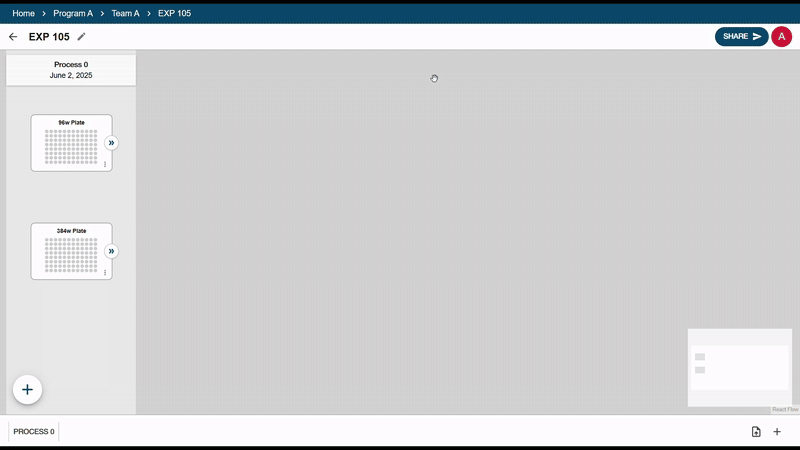 Home > Program A > Team A > EXP 105
EXP 105
SHARE
A
Process 0
June 2, 2025
96w Plate
384w Plate
React Flow
PROCESS 0